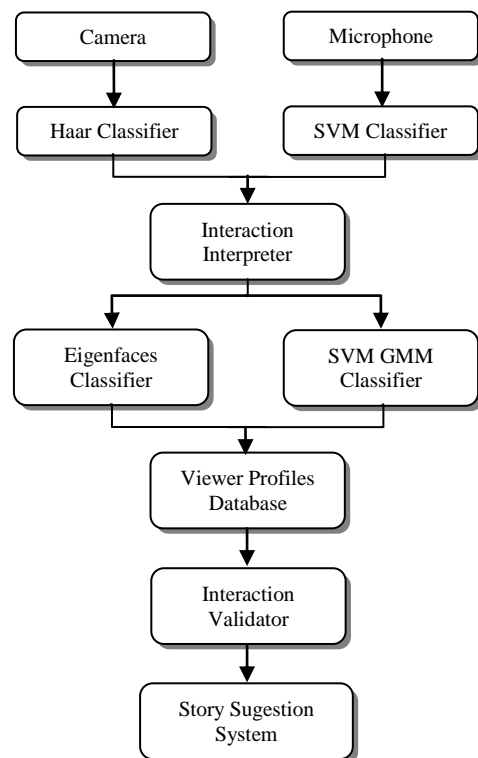 Camera
Microphone
Haar Classifier
SVM Classifier
Interaction
Interpreter
Eigenfaces
Classifier
SVM GMM
Classifier
Viewer Profiles
Database
Interaction
Validator
Story Sugestion
System